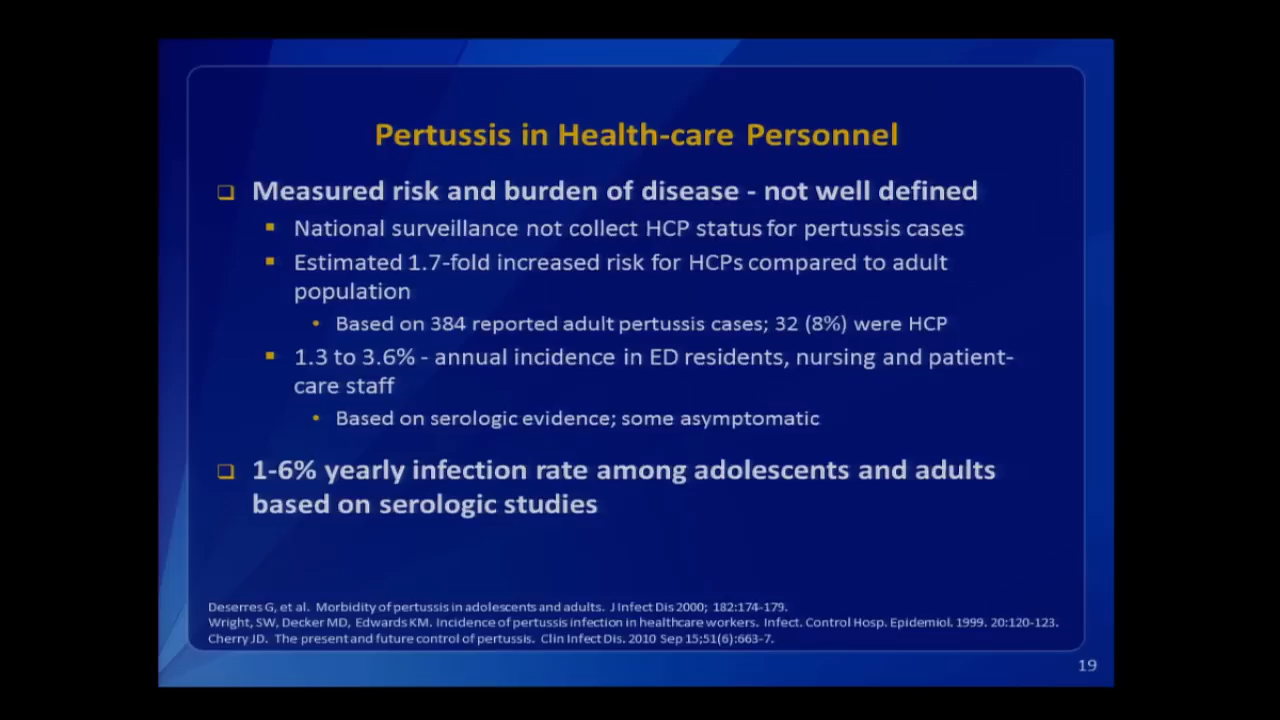 Pertussis in Health-care Personnel
Measured risk and burden of disease - not well defined
National surveillance not collect HCP status for pertussis cases
Estimated 1.7-fold increased risk for HCPs compared to adult
population
Based on 384 reported adult pertussis cases; 32 (8%) were HCP
1.3 to 3.6% - annual incidence in ED residents, nursing and patient-
care staff
Based on serologic evidence; some asymptomatic
1-6% yearly infection rate among adolescents and adults
based on serologic studies
Deserres G, et al. Morbidity of pertussis in adolescents and adults. J Infect Dis 2000; 182:174-179.
Wright, SW, Decker MD, Edwards KM. Incidence of pertussis infection in healthcare workers. Infect. Control Hosp. Epidemiol. 1999. 20:120-123.
Cherry JD. The present and future control of pertussis. Clin Infect Dis. 2010 Sep 15;51(6):663-7.
19